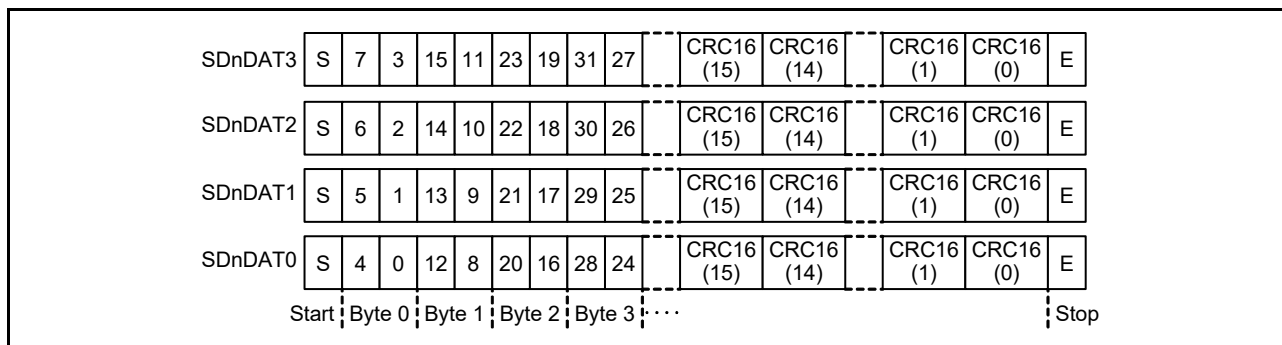 SDnDAT3 S 7 3 15 11 23 19 31 27 CRC16 (15) CRC16 (14) CRC16 (1) CRC16 (0) E
SDnDAT2 S 6 2 14 10 22 18 30 26 CRC16 (15) CRC16 (14) CRC16 (1) CRC16 (0) E
SDnDAT1 S 5 1 13 9 21 17 29 25 CRC16 (15) CRC16 (14) CRC16 (1) CRC16 (0) E
SDnDAT0 S 4 0 12 8 20 16 28 24 CRC16 (15) CRC16 (14) CRC16 (1) CRC16 (0) E
Start Byte 0 Byte 1 Byte 2 Byte 3 ···· Stop